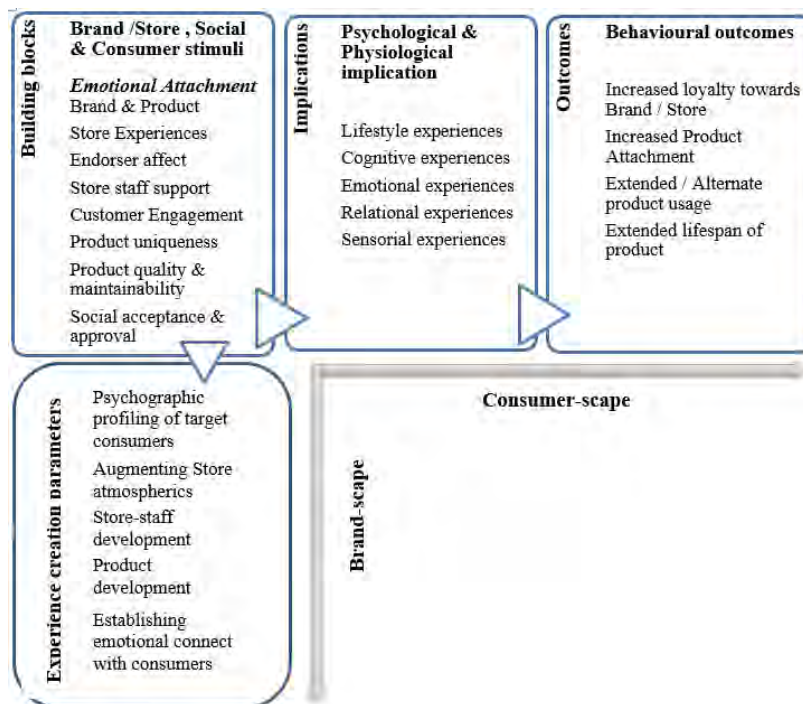 Building blocks
Brand /Store , Social
& Consumer stimuli
Emotional Attachment
Brand & Product
Store Experiences
Endorser affect
Store staff support
Customer Engagement
Product uniqueness
Product quality &
maintainability
Social acceptance &
approval
Implications
Psychological &
Physiological
implication
Lifestyle experiences
Cognitive experiences
Emotional experiences
Relational experiences
Sensorial experiences
Outcomes
Behavioural outcomes
Increased loyalty towards
Brand / Store
Increased Product
Attachment
Extended / Alternate
product usage
Extended lifespan of
product
Experience creation parameters
Psychographic
profiling of target
consumers
Augmenting Store
atmospherics
Store-staff
development
Product
development
Establishing
emotional connect
with consumers
Consumer-scape
Brand-scape